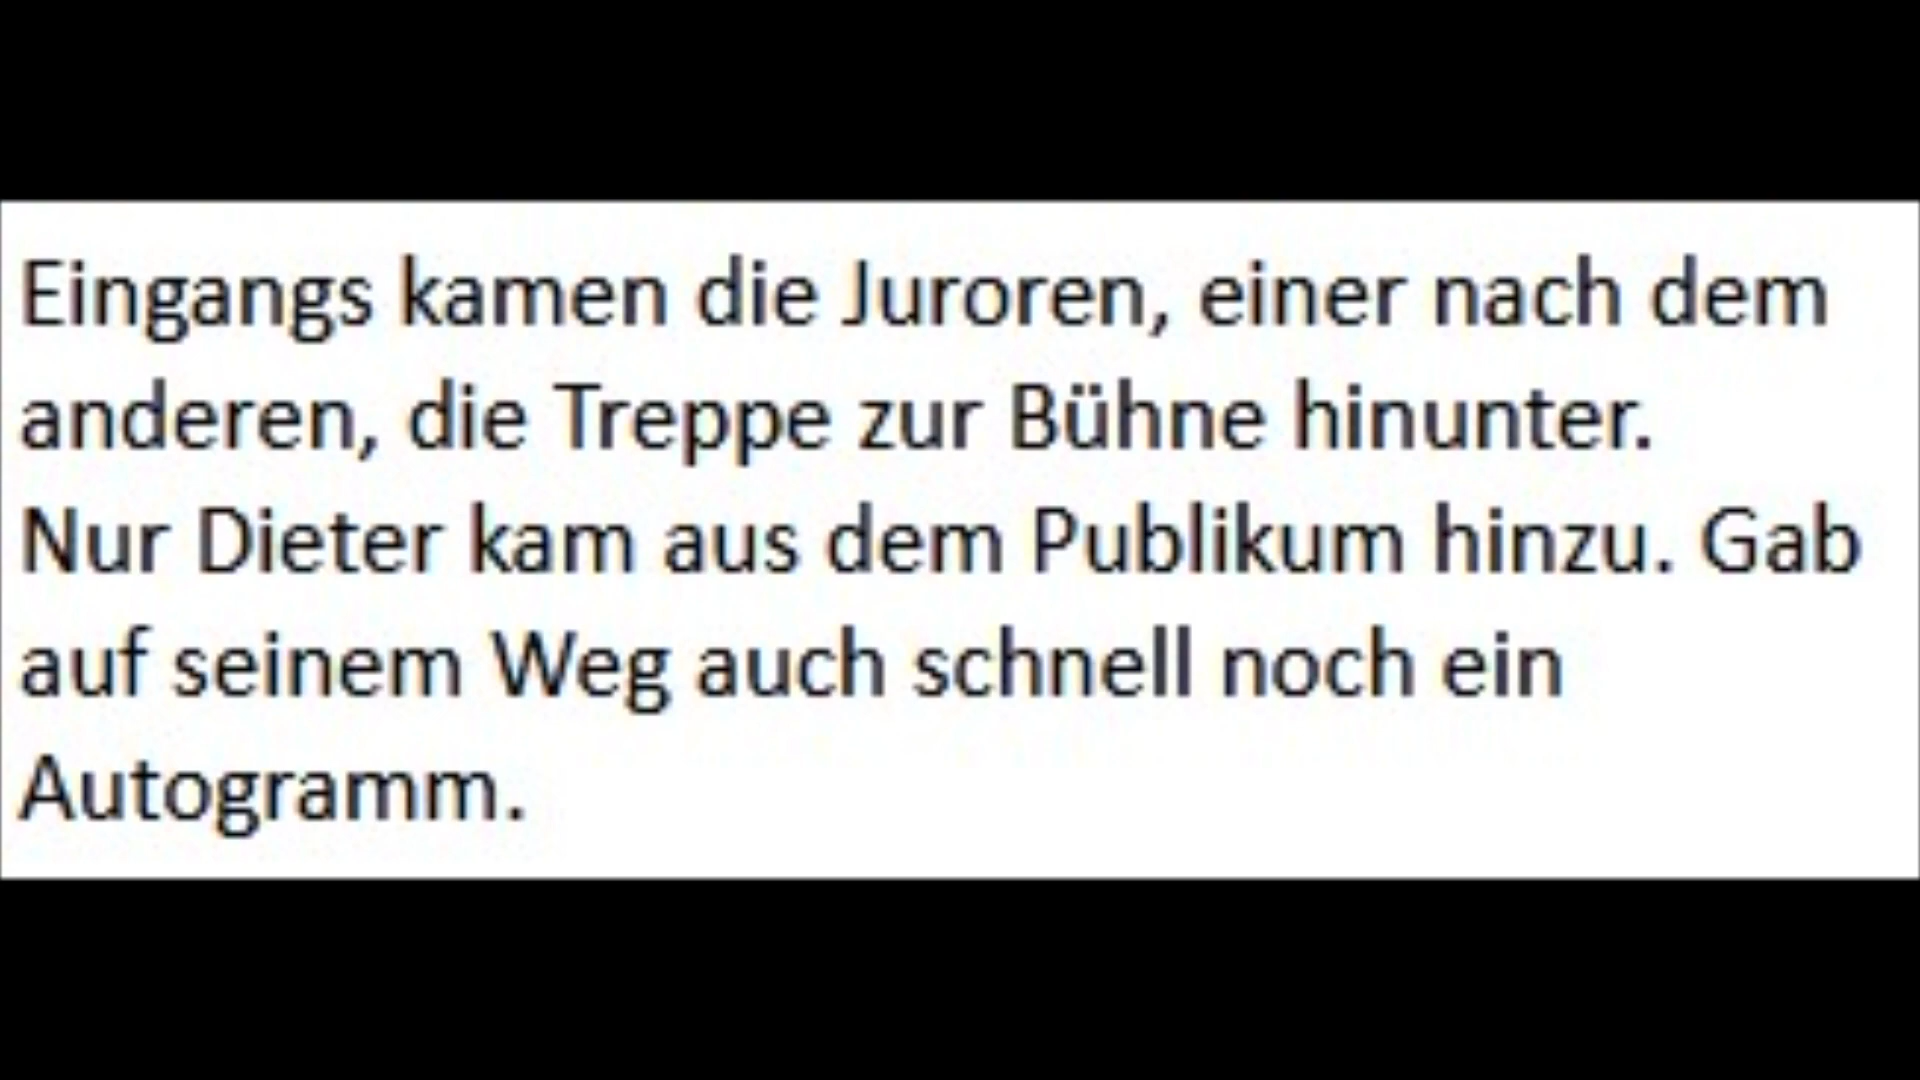 Eingangs kamen die Juroren, einer nach dem
anderen, die Treppe zur Bühne hinunter.
Nur Dieter kam aus dem Publikum hinzu. Gab
auf seinem Weg auch schnell noch ein
Autogramm.